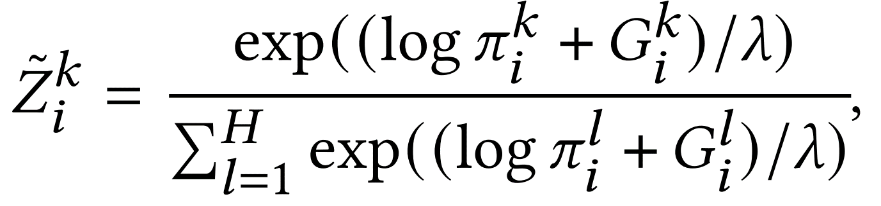 \tilde{Z}_i^k = \frac{\exp((\log \pi_i^k + G_i^k)/\lambda)}{\sum_{l=1}^{H} \exp((\log \pi_i^l + G_i^l)/\lambda)},